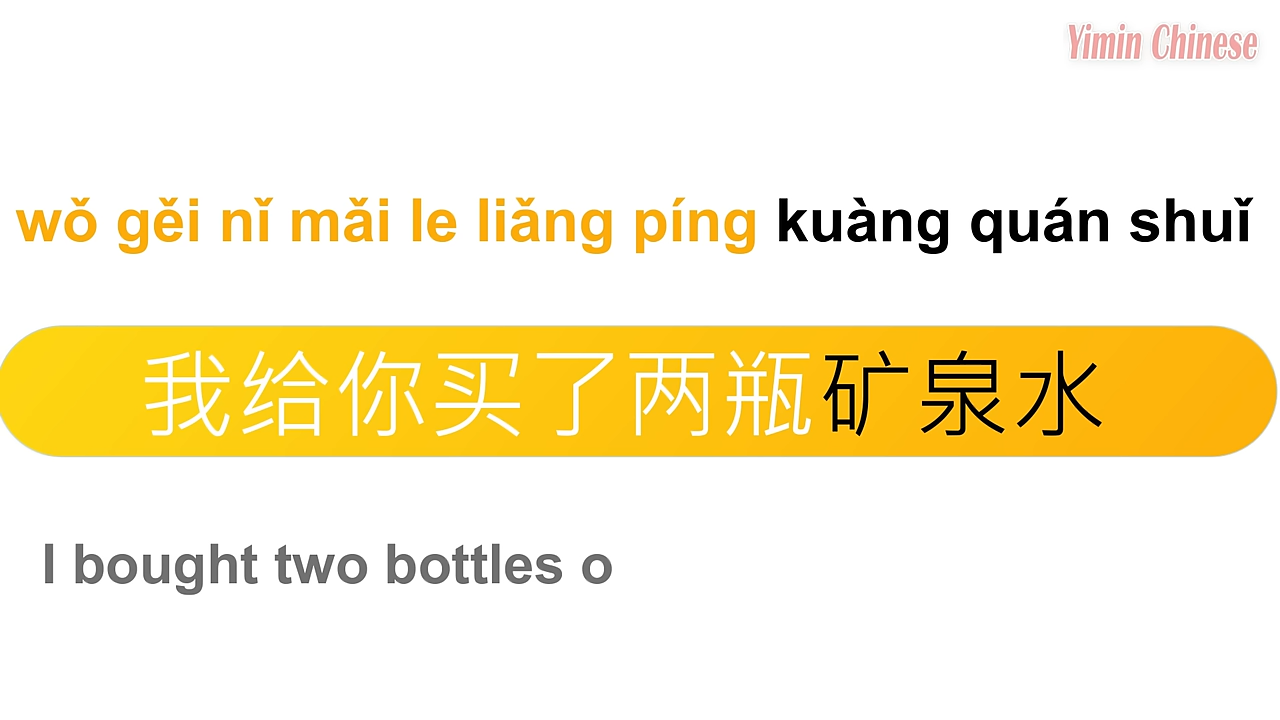 Yimin Chinese
wǒ gěi nǐ mǎi le liǎng píng kuàng quán shuǐ
我给你买了两瓶矿泉水
I bought two bottles o